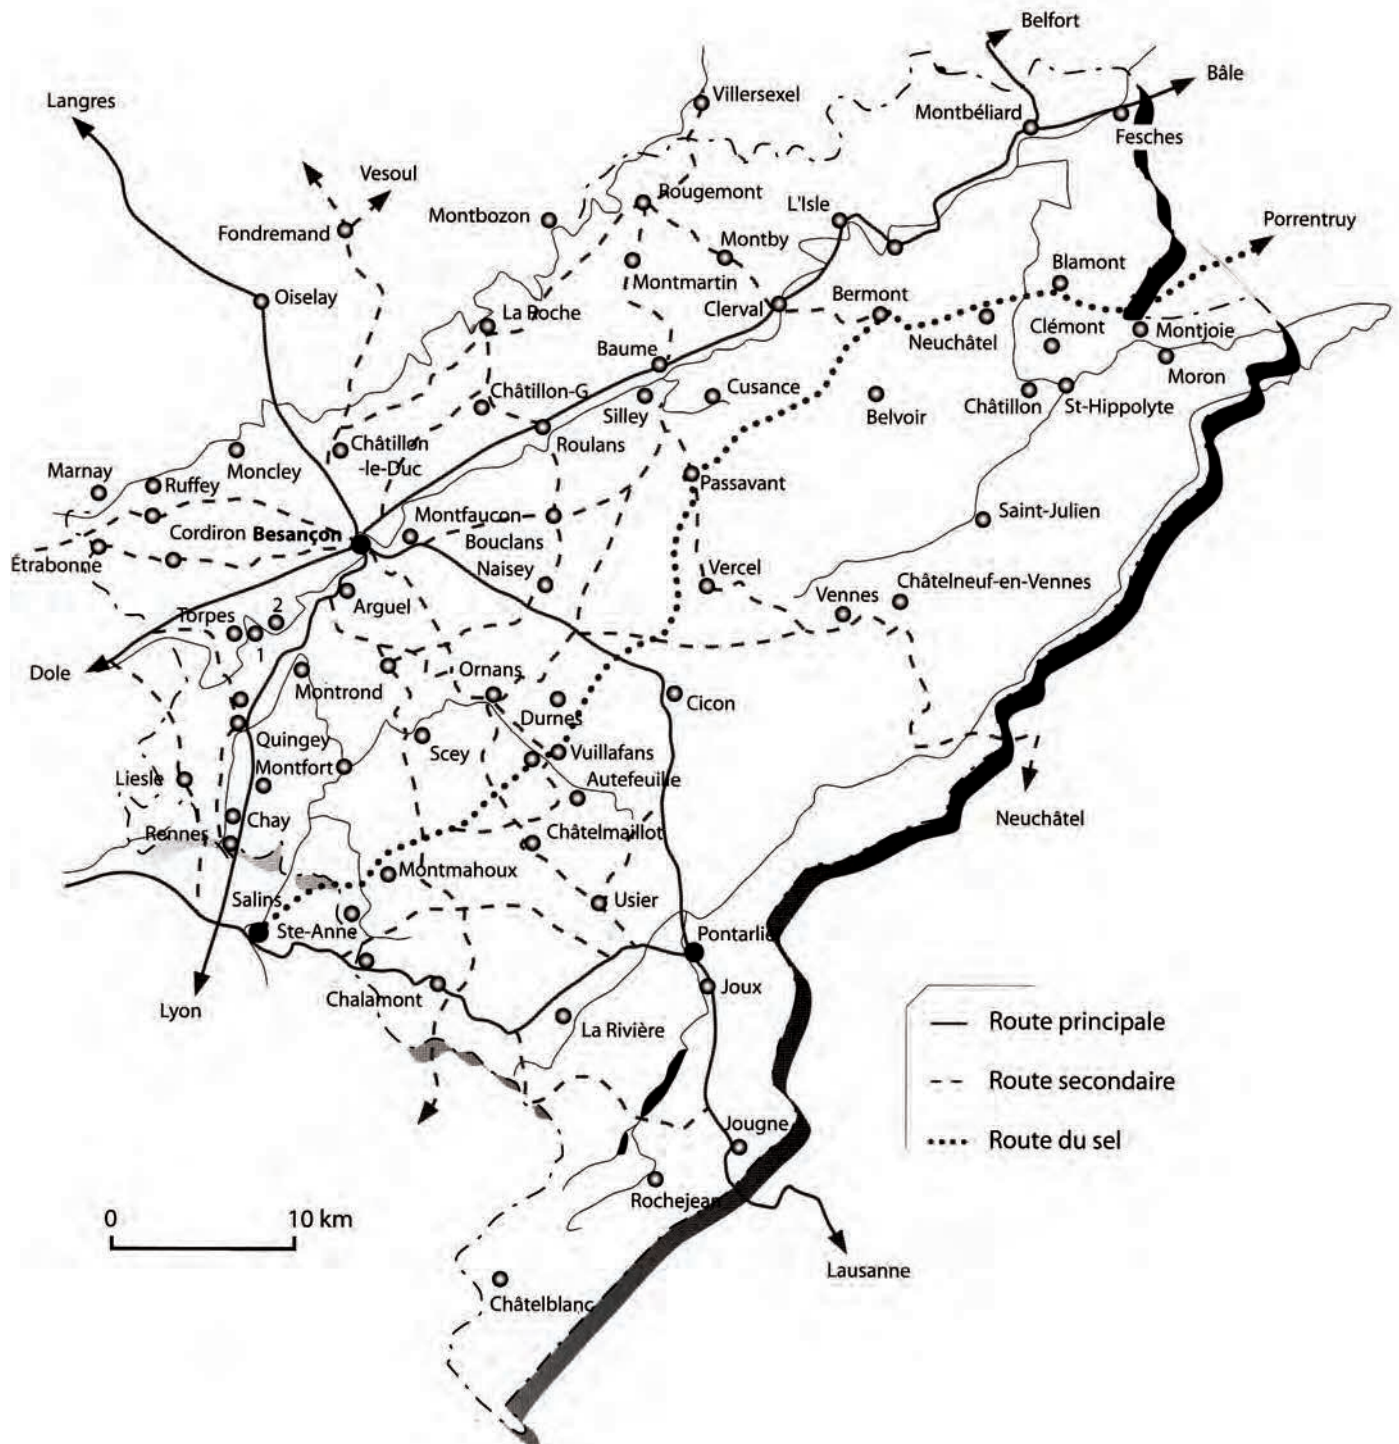 Belfort
Bâle
Langres
Villersexel
Montbéliard
Fesches
Vesoul
Rougemont
L'Isle
Montbozon
Fondremand
Montby
Porrentruy
Blamont
Montmartin
Oiselay
La Roche
Clerval
Bermont
Neuchâtel
Clémont
Montjoie
Baume
Moron
Châtillon-G
Cusance
Silley
Belvoir
Châtillon
St-Hippolyte
Roulans
Châtillon
-le-Duc
Moncley
Marnay
Ruffey
Passavant
Saint-Julien
Montfaucon
Cordiron
Besançon
Bouclans
Étrabonne
Naisey
Vercel
Châtelneuf-en-Vennes
Vennes
Arguel
2
Torpes
1
Dole
Ornans
Montrond
Cicon
Durnes
Quingey
Scey
Vuillafans
Montfort
Liesle
Autefeuille
Neuchâtel
Chay
Rennes
Châtelmaillot
Montmahoux
Salins
Usier
Ste-Anne
Pontarlie
Joux
Chalamont
Lyon
La Rivière
Route principale
Route secondaire
Jougne
Route du sel
Rochejean
0 10 km
Lausanne
Châtelblanc